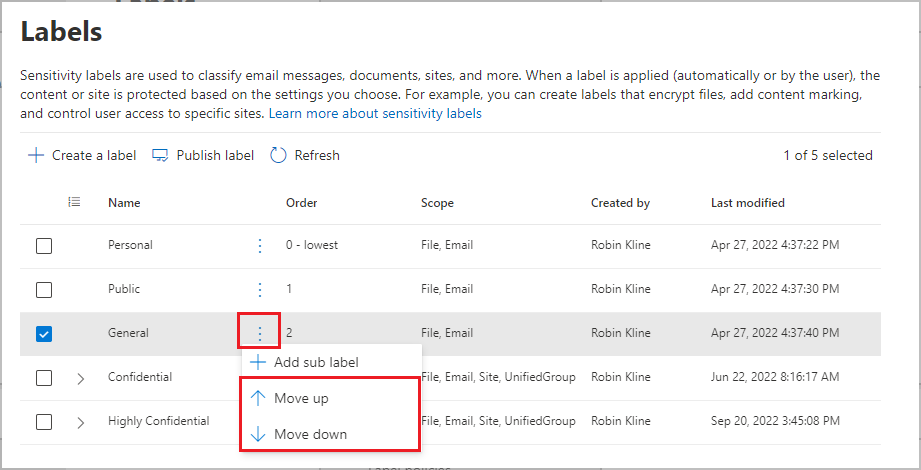 Labels
Sensitivity labels are used to classify email messages, documents, sites, and more. When a label is applied (automatically or by the user), the
content or site is protected based on the settings you choose. For example, you can create labels that encrypt files, add content marking,
and control user access to specific sites. Learn more about sensitivity labels
Create a label Publish label Refresh 1 of 5 selected
Name Order Scope Created by Last modified
Personal 0 - lowest File, Email Robin Kline Apr 27, 2022 4:37:22 PM
Public 1 File, Email Robin Kline Apr 27, 2022 4:37:30 PM
General 2 File, Email Robin Kline Apr 27, 2022 4:37:40 PM
Add sub label
Confidential File, Email, Site, UnifiedGroup Robin Kline Jun 22, 2022 8:16:17 AM
Move up
Highly Confidential File, Email, Site, UnifiedGroup Robin Kline Sep 20, 2022 3:45:08 PM
Move down